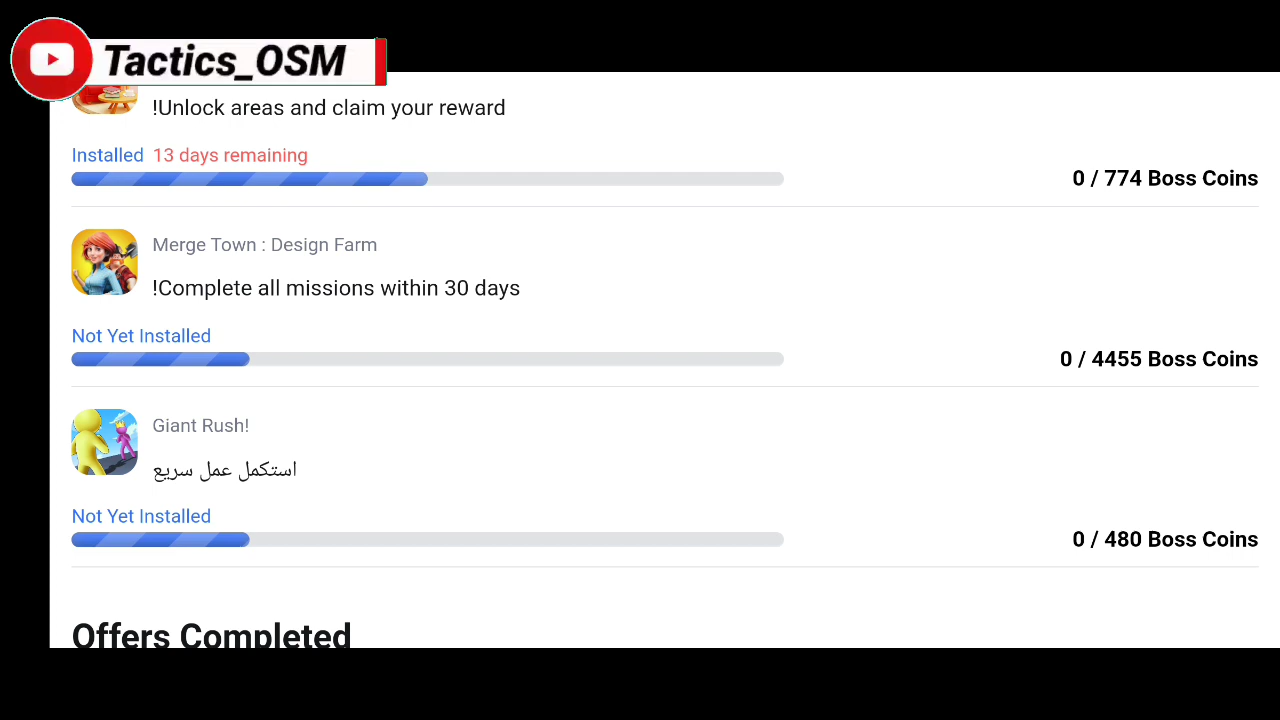 Tactics_OSM
!Unlock areas and claim your reward
Installed 13 days remaining
0 / 774 Boss Coins
Merge Town : Design Farm
!Complete all missions within 30 days
Not Yet Installed
0 / 4455 Boss Coins
Giant Rush!
استكمل عمل سريع
Not Yet Installed
0 / 480 Boss Coins
Offers Completed